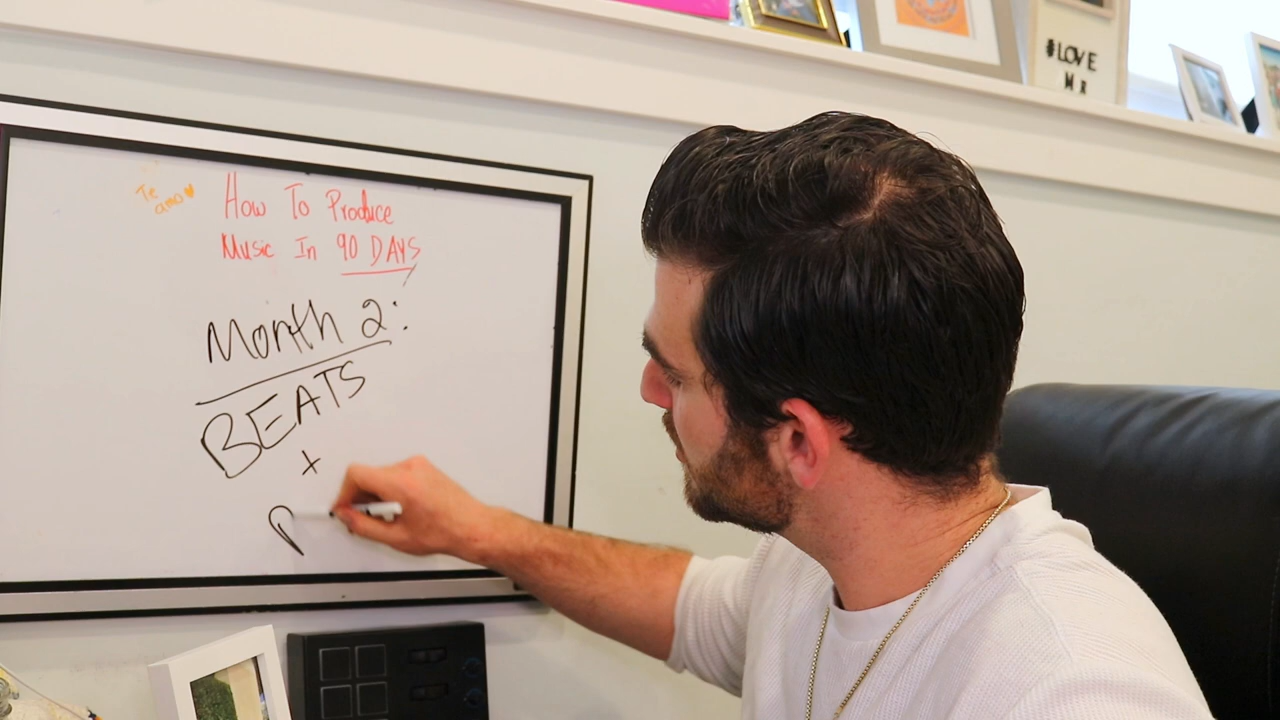 #LOVE
Te
amo
How To Produce
Music In 90 DAYS
Month 2:
BEATS
+
P